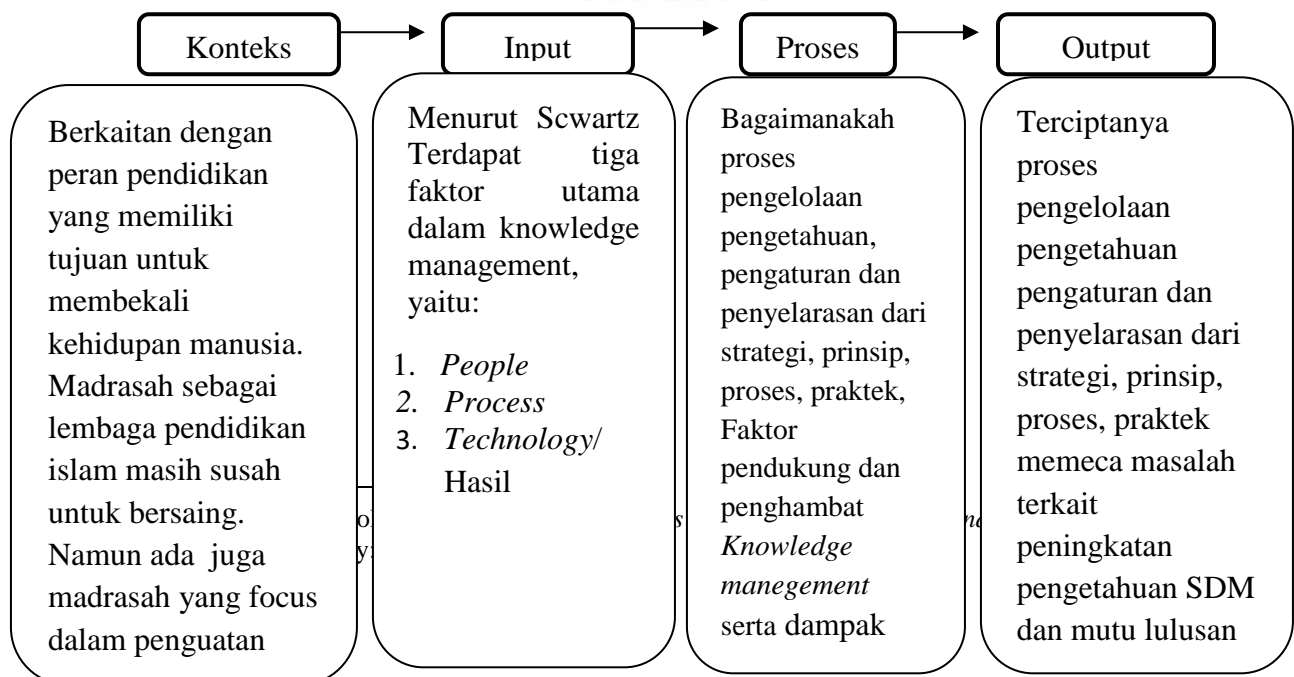 Konteks
Input
Proses
Output
Berkaitan dengan
peran pendidikan
yang memiliki
tujuan untuk
membekali
kehidupan manusia.
Madrasah sebagai
lembaga pendidikan
islam masih susah
untuk bersaing.
Namun ada juga
madrasah yang focus
dalam penguatan
Menurut Scwartz
Terdapat tiga
faktor utama
dalam knowledge
management,
yaitu:
1. People
2. Process
3. Technology/
Hasil
Bagaimanakah
proses
pengelolaan
pengetahuan,
pengaturan dan
penyelarasan dari
strategi, prinsip,
proses, praktek,
Faktor
pendukung dan
penghambat
Knowledge
manegement
serta dampak
Terciptanya
proses
pengelolaan
pengetahuan
pengaturan dan
penyelarasan dari
strategi, prinsip,
proses, praktek
memeca masalah
terkait
peningkatan
pengetahuan SDM
dan mutu lulusan